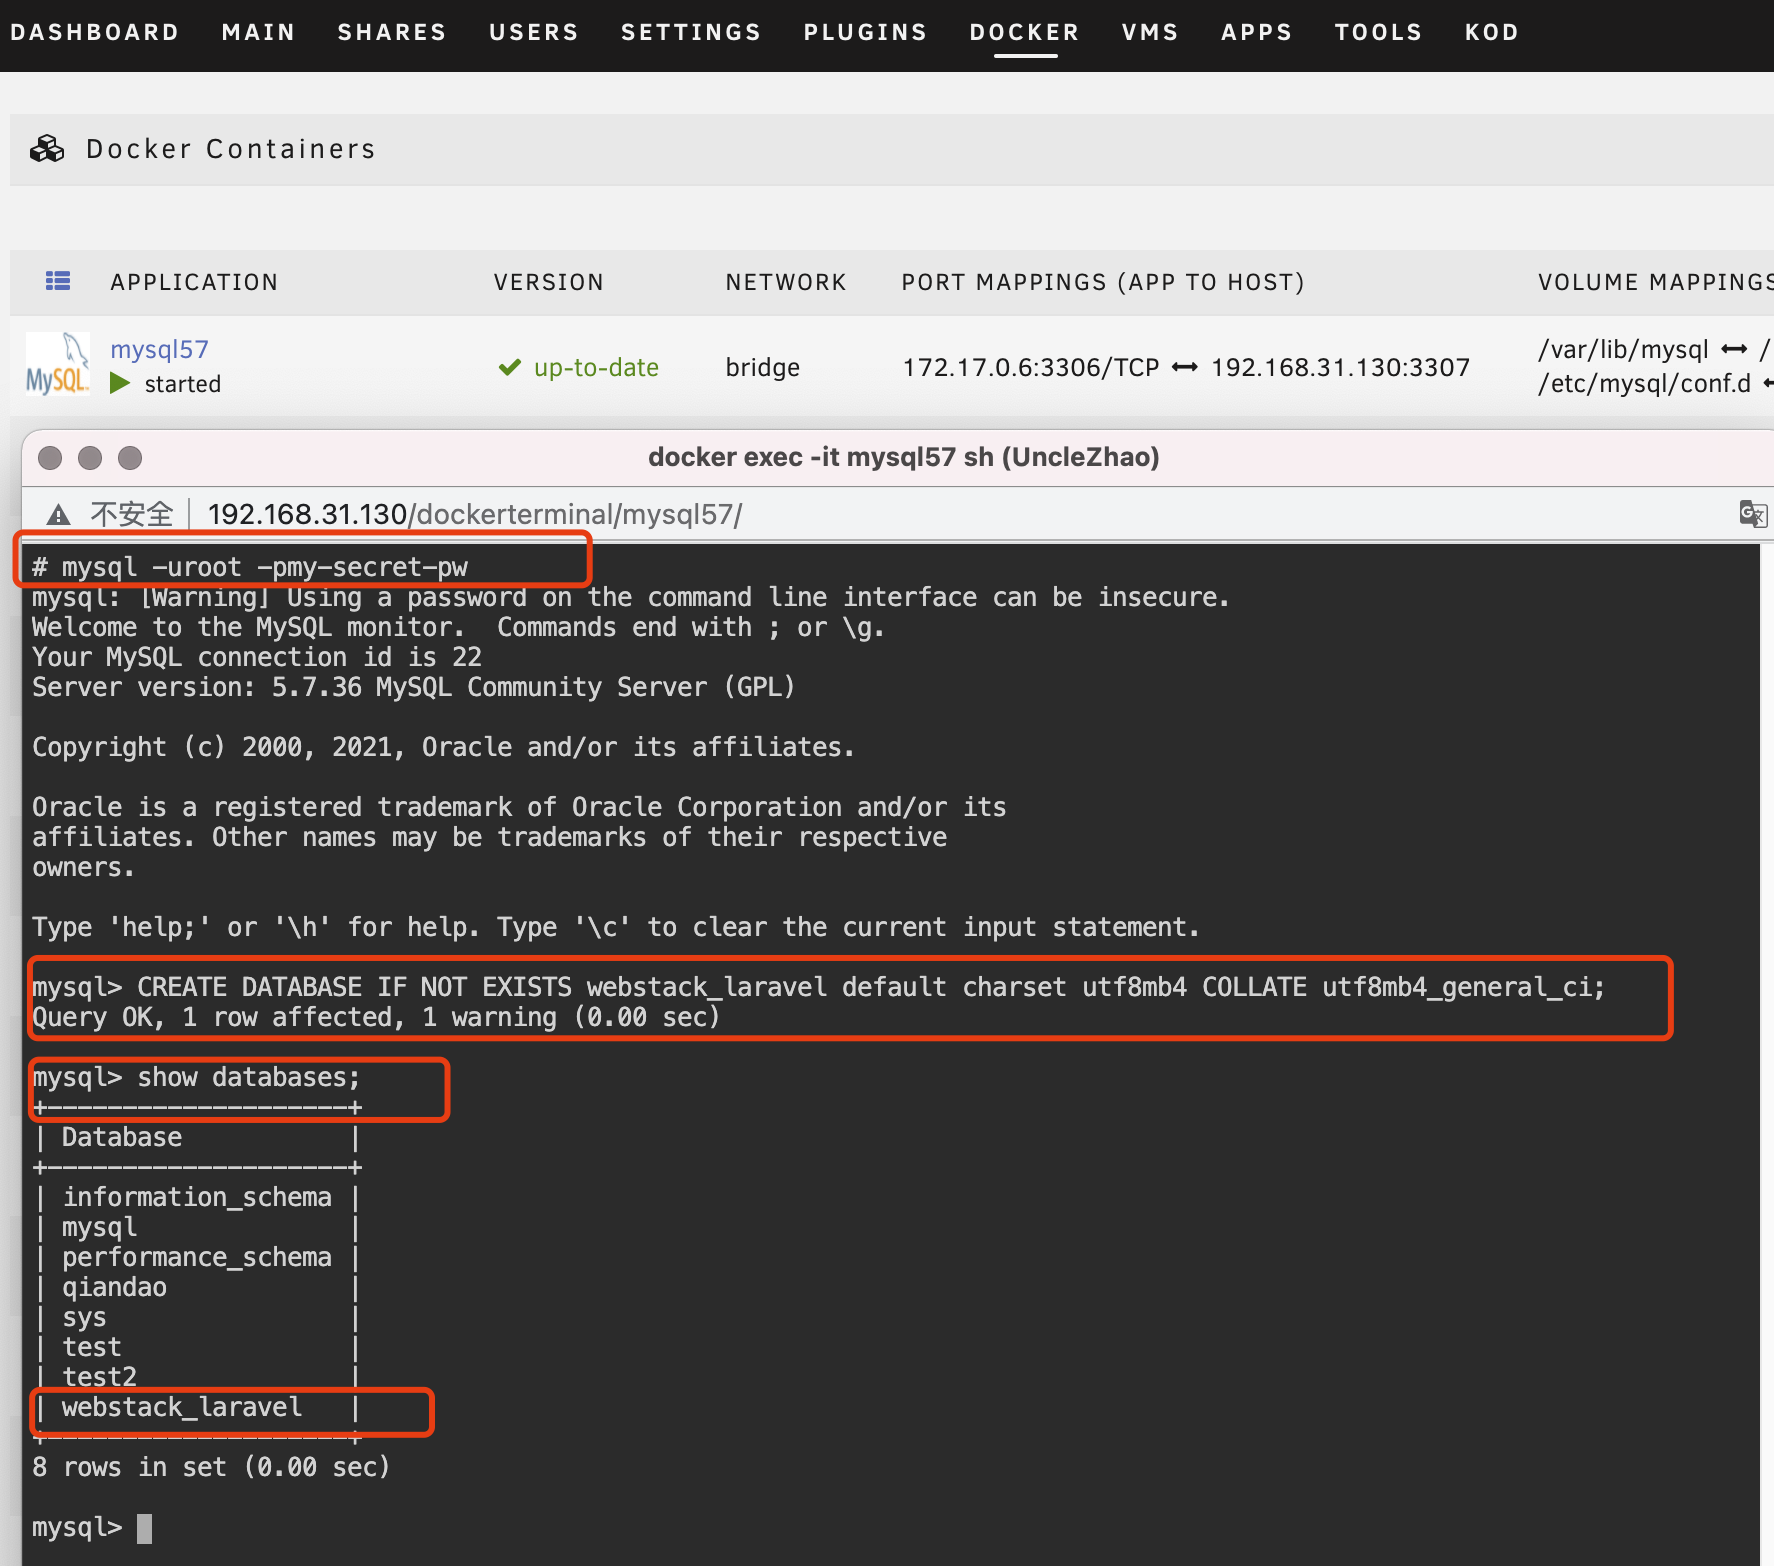 DASHBOARD MAIN SHARES USERS SETTINGS PLUGINS DOCKER VMS APPS TOOLS KOD
Docker Containers
APPLICATION VERSION NETWORK PORT MAPPINGS (APP TO HOST) VOLUME MAPPINGS
MySQL mysql57 started up-to-date bridge 172.17.0.6:3306/TCP ↔ 192.168.31.130:3307 /var/lib/mysql ↔ /
/etc/mysql/conf.d
docker exec -it mysql57 sh (UncleZhao)
不安全 192.168.31.130/dockerterminal/mysql57/
# mysql -uroot -pmy-secret-pw
mysql: [Warning] Using a password on the command line interface can be insecure.
Welcome to the MySQL monitor.  Commands end with ; or \g.
Your MySQL connection id is 22
Server version: 5.7.36 MySQL Community Server (GPL)
Copyright (c) 2000, 2021, Oracle and/or its affiliates.
Oracle is a registered trademark of Oracle Corporation and/or its
affiliates. Other names may be trademarks of their respective
owners.
Type 'help;' or '\h' for help. Type '\c' to clear the current input statement.
mysql> CREATE DATABASE IF NOT EXISTS webstack_laravel default charset utf8mb4 COLLATE utf8mb4_general_ci;
Query OK, 1 row affected, 1 warning (0.00 sec)
mysql> show databases;
+--------------------+
| Database           |
+--------------------+
| information_schema |
| mysql              |
| performance_schema |
| qiandao            |
| sys                |
| test               |
| test2              |
| webstack_laravel   |
+--------------------+
8 rows in set (0.00 sec)
mysql>